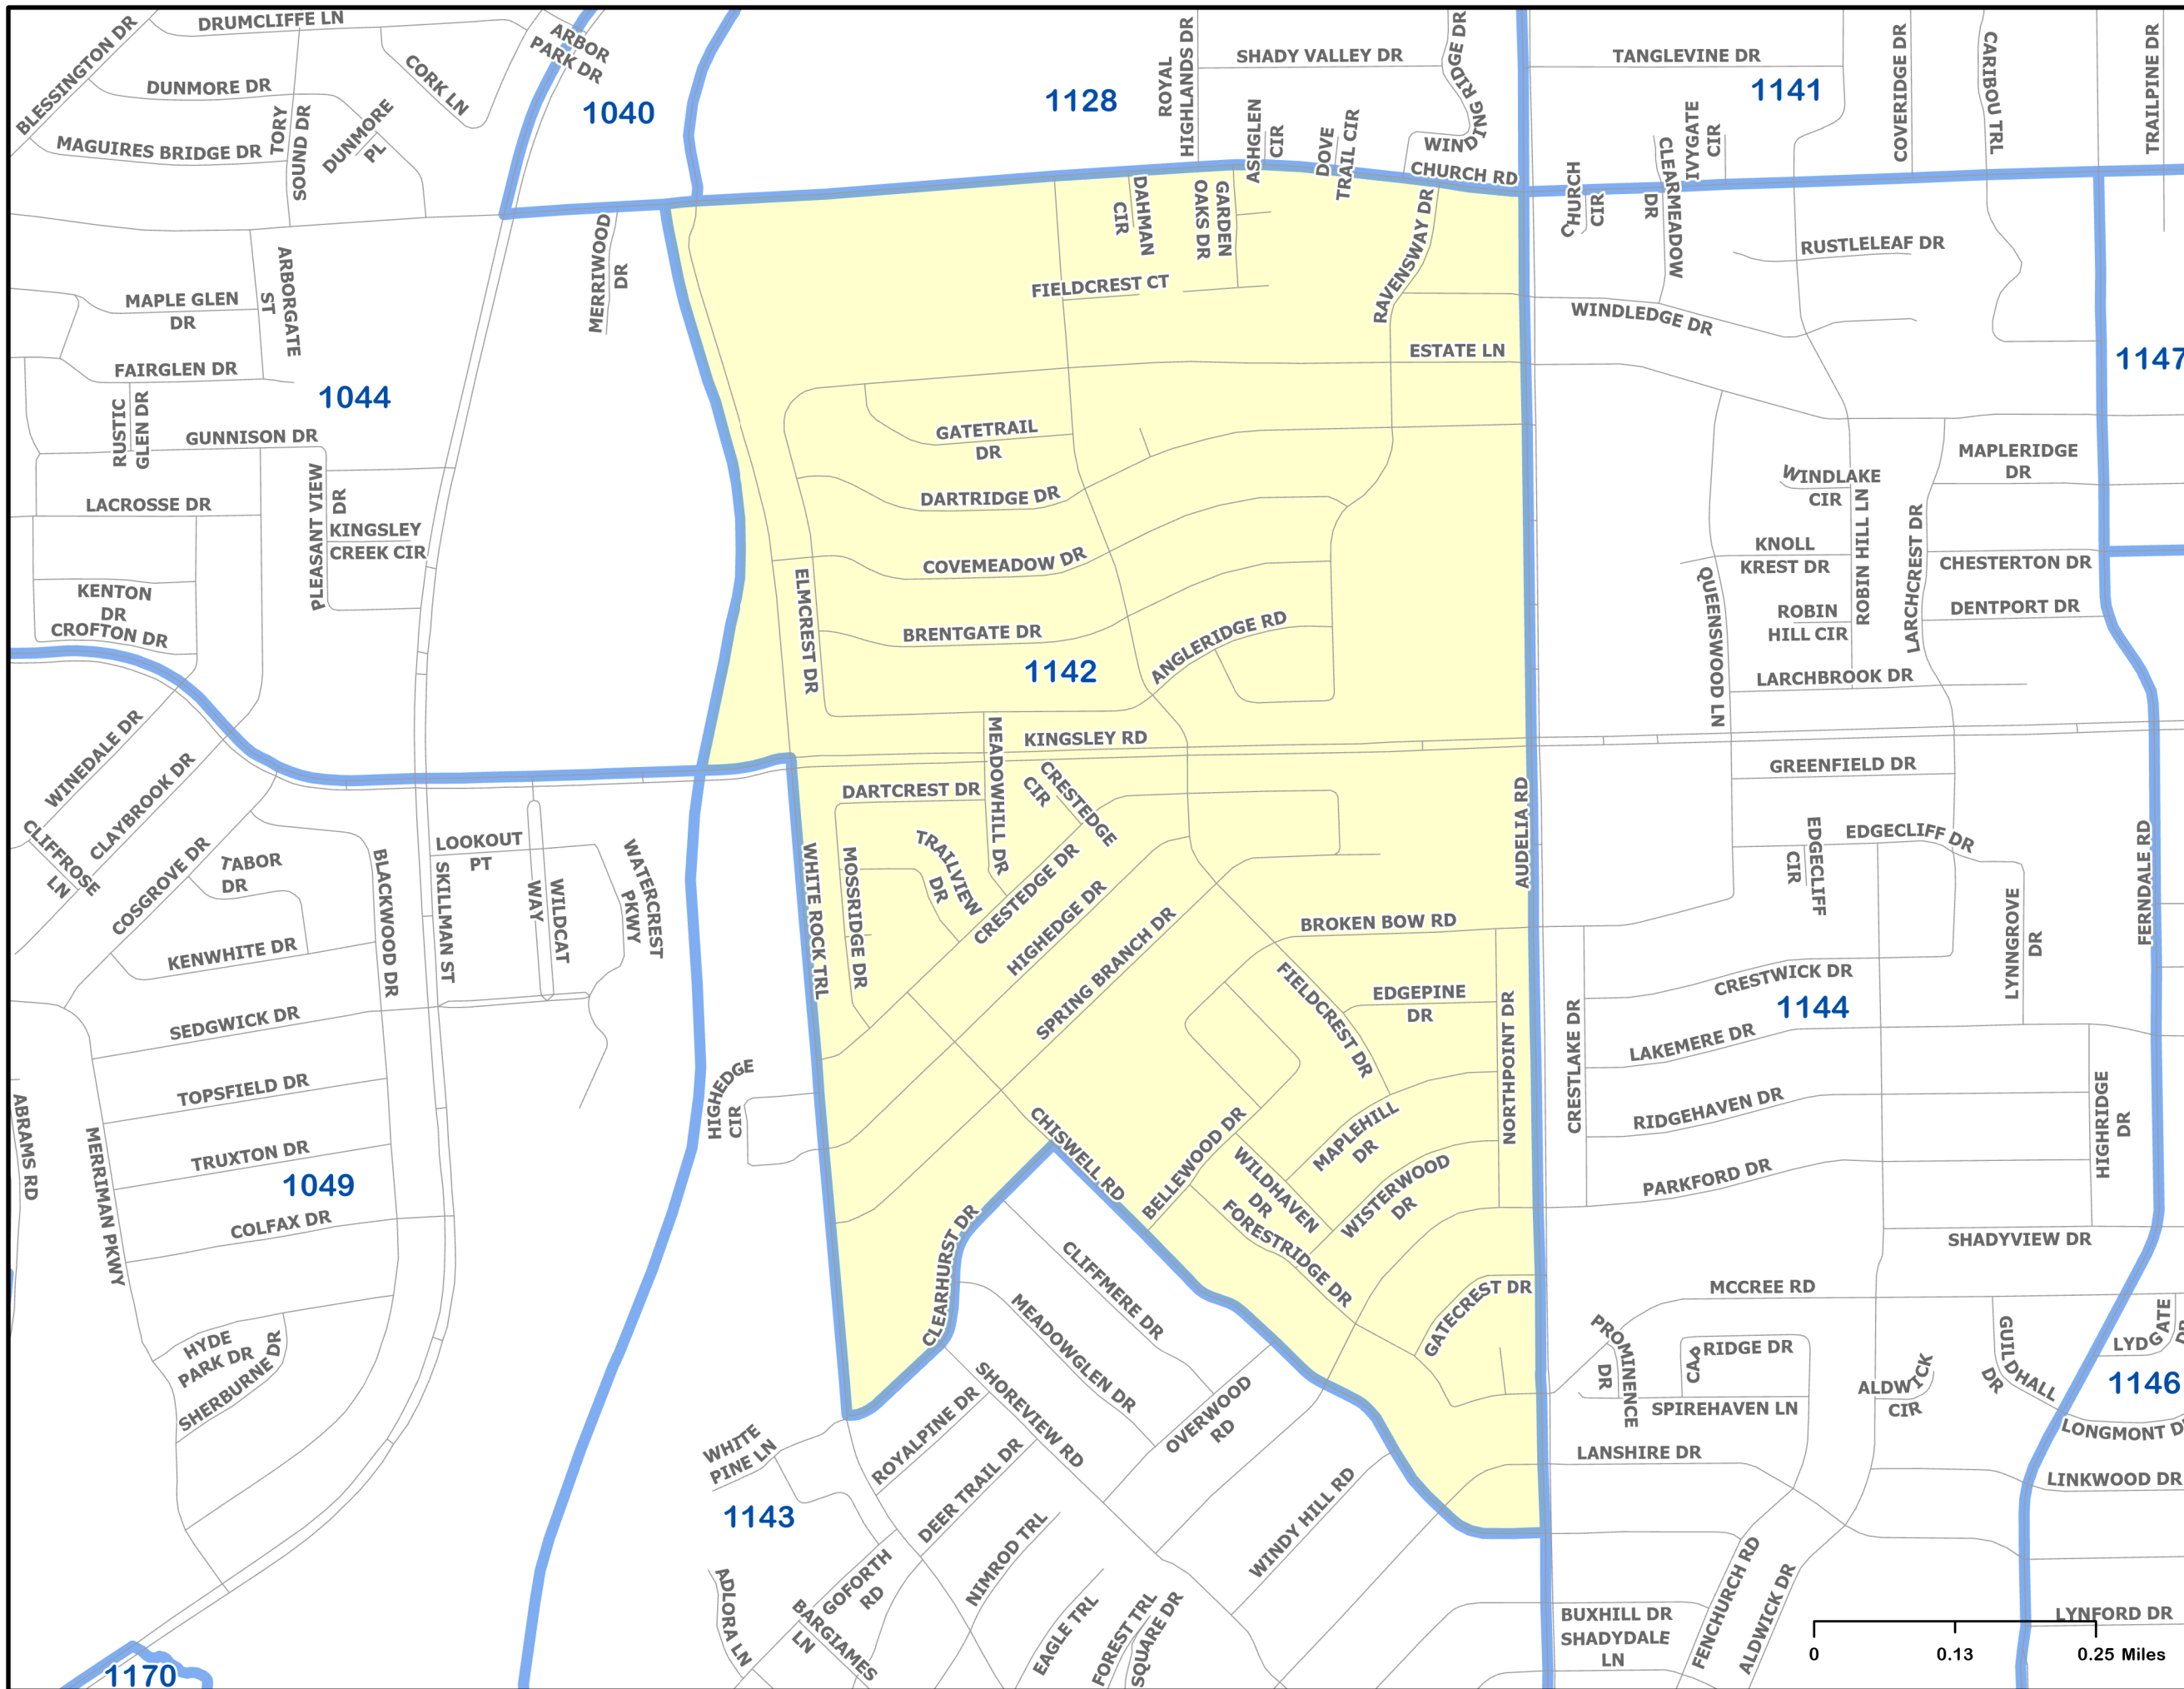 DRUMCLIFFE LN
BLESSINGTON DR
DUNMORE DR
CORK LN
ARBOR
PARK DR
MAGUIRES BRIDGE DR
TORY
SOUND DR
DUNMORE
PL
1040
1128
ROYAL
HIGHLANDS DR
SHADY VALLEY DR
WINDING RIDGE DR
ASHGLEN
CIR
DOVE
TRAIL CIR
CHURCH RD
TANGLEVINE DR
1141
COVERIDGE DR
CARIBOU TRL
TRAILPINE DR
IVYGATE
CIR
CLEARMEADOW
DR
CHURCH
CIR
RUSTLELEAF DR
WINDLEDGE DR
1147
MERRIWOOD
DR
ARBORGATE
ST
MAPLE GLEN
DR
FAIRGLEN DR
1044
RUSTIC
GLEN DR
GUNNISON DR
LACROSSE DR
PLEASANT VIEW
DR
KINGSLEY
CREEK CIR
KENTON
DR
CROFTON DR
DAHMAN
CIR
GARDEN
OAKS DR
FIELDCREST CT
RAVENSWAY DR
ESTATE LN
GATETRAIL
DR
DARTRIDGE DR
COVEMEADOW DR
ELMCREST DR
BRENTGATE DR
1142
ANGLERIDGE RD
KINGSLEY RD
MAPLERIDGE
DR
WINDLAKE
CIR
ROBIN HILL LN
LARCHCREST DR
KNOLL
KREST DR
CHESTERTON DR
QUEENSWOOD LN
ROBIN
HILL CIR
DENTPORT DR
LARCHBROOK DR
WINEDALE DR
CLAYBROOK DR
CLIFFROSE
LN
COSGROVE DR
TABOR
DR
BLACKWOOD DR
SKILLMAN ST
LOOKOUT
PT
WILDCAT
WAY
WATERCREST
PKWY
KENWHITE DR
SEDGWICK DR
TOPSFIELD DR
TRUXTON DR
1049
COLFAX DR
ABRAMS RD
MERRIMAN PKWY
HYDE
PARK DR
SHERBURNE DR
1170
DARTCREST DR
MEADOWHILL DR
CRESTEDGE
CIR
WHITE ROCK TRL
MOSSRIDGE DR
TRAILVIEW
DR
CRESTEDGE DR
HIGHEDGE DR
SPRING BRANCH DR
AUDELIA RD
BROKEN BOW RD
FIELDCREST DR
EDGEPINE
DR
NORTHPOINT DR
HIGHEDGE
CIR
CHISWELL RD
BELLEWOOD DR
MAPLEHILL
DR
WILDHAVEN
DR
WISTERWOOD
DR
FORESTRIDGE DR
GATECREST DR
CLEARHURST DR
CLIFFMERE DR
MEADOWGLEN DR
SHOREVIEW RD
OVERWOOD
RD
ROYALPINE DR
DEER TRAIL DR
WHITE
PINE LN
1143
GOFORTH
RD
BARGIAMES
LN
ADLORA LN
NIMROD TRL
EAGLE TRL
FOREST TRL
SQUARE DR
WINDY HILL RD
GREENFIELD DR
EDGECLIFF DR
EDGECLIFF
CIR
LYNNGROVE
DR
FERNDALE RD
CRESTWICK DR
1144
CRESTLAKE DR
LAKEMERE DR
RIDGEHAVEN DR
HIGHRIDGE
DR
PARKFORD DR
SHADYVIEW DR
MCCREE RD
PROMINENCE
DR
CAP RIDGE DR
SPIREHAVEN LN
ALDWICK
CIR
GUILDHALL
DR
LYDGATE
DR
1146
LONGMONT D
LANSHIRE DR
LINKWOOD DR
FENCHURCH RD
ALDWICK DR
BUXHILL DR
SHADYDALE
LN
LYNFORD DR
0
0.13
0.25 Miles